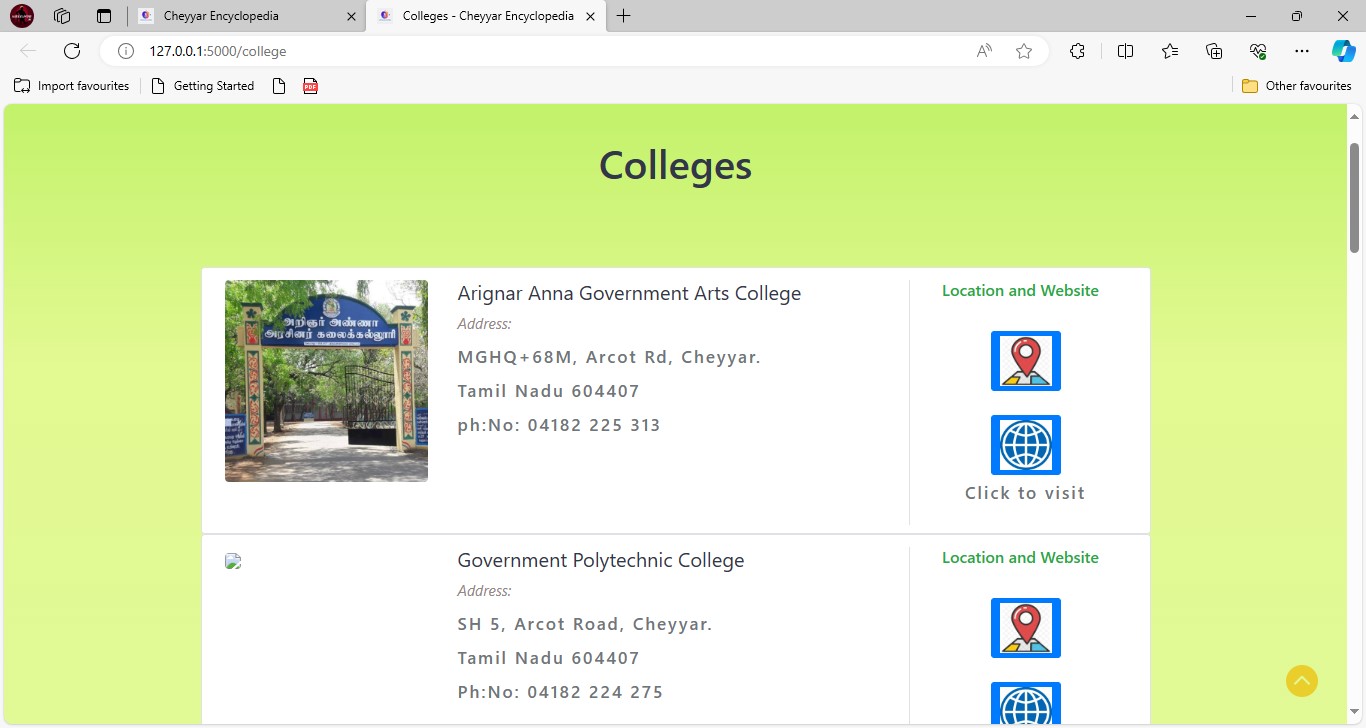 Cheyyar Encyclopedia
Colleges - Cheyyar Encyclopedia
127.0.0.1:5000/college
Import favourites
Getting Started
PDF
Other favourites
Colleges
அறிஞர் அண்ணா
அரசினர் கலைக்கல்லூரி
Arignar Anna Government Arts College
Address:
MGHQ+68M, Arcot Rd, Cheyyar.
Tamil Nadu 604407
ph:No: 04182 225 313
Location and Website
Click to visit
Government Polytechnic College
Address:
SH 5, Arcot Road, Cheyyar.
Tamil Nadu 604407
Ph:No: 04182 224 275
Location and Website